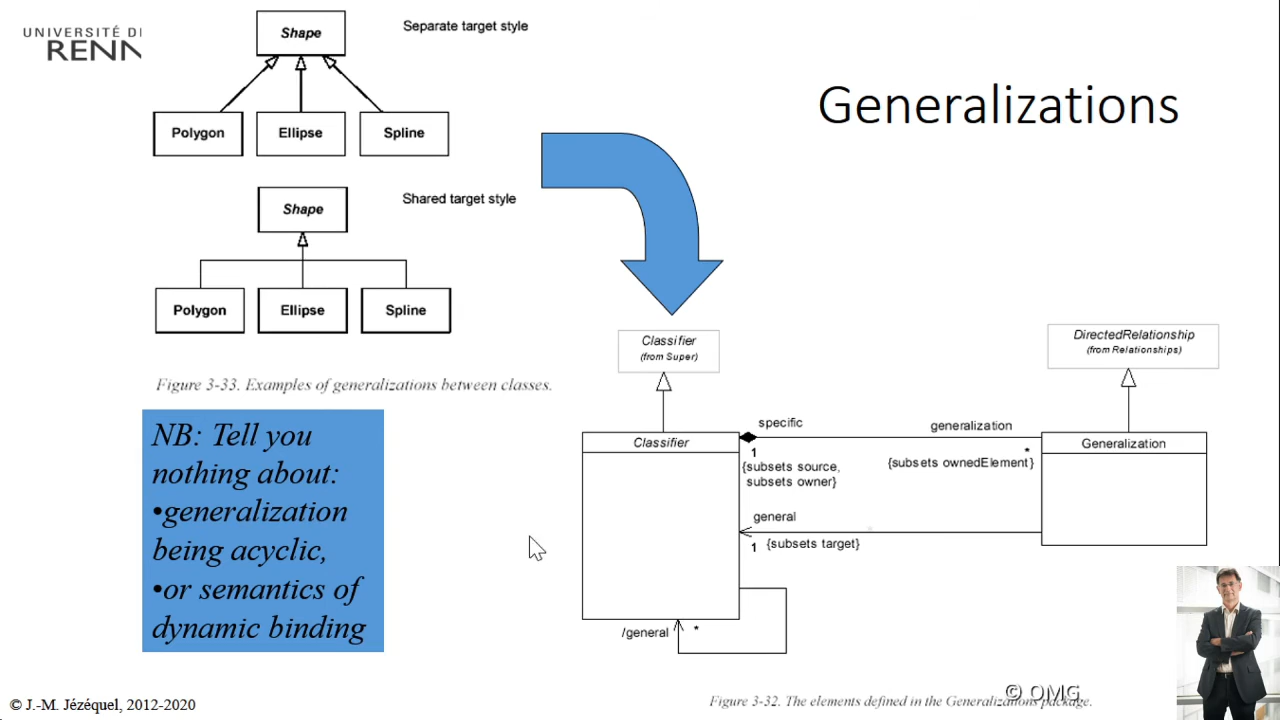 UNIVERSITÉ DI
RENN
Shape
Separate target style
Polygon
Ellipse
Spline
Generalizations
Shape
Shared target style
Polygon
Ellipse
Spline
Figure 3-33. Examples of generalizations between classes.
NB: Tell you
nothing about:
•generalization
being acyclic,
•or semantics of
dynamic binding
Classifier
(from Super)
DirectedRelationship
(from Relationships)
Classifier
specific
generalization
Generalization
1
*
{subsets source,
subsets owner}
{subsets ownedElement}
general
1
{subsets target}
/general
*
© J.-M. Jézéquel, 2012-2020
© OMG
Figure 3-32. The elements defined in the Generalizations package.